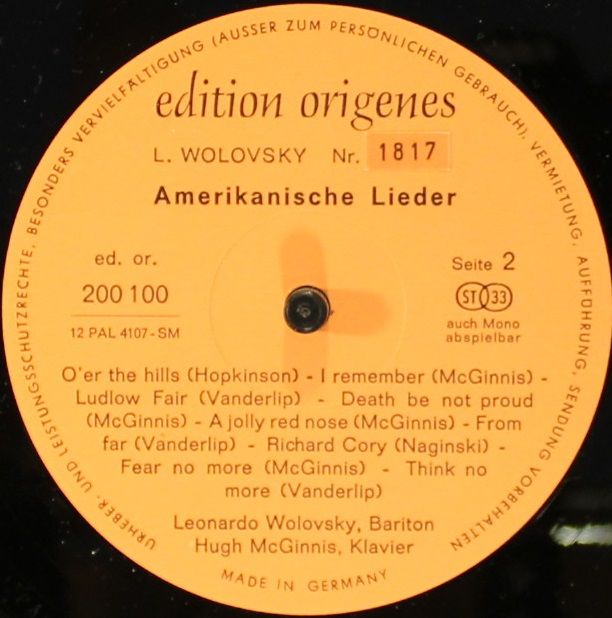 URHEBER- UND LEISTUNGSSCHUTZRECHTE, BESONDERS VERVIELFÄLTIGUNG (AUSSER ZUM PERSÖNLICHEN GEBRAUCH), VERMIETUNG, AUFFÜHRUNG, SENDUNG VORBEHALTEN
edition origenes
L. WOLOVSKY Nr. 1817
Amerikanische Lieder
ed. or.
200 100
12 PAL 4107-SM
Seite 2
ST 33
auch Mono
abspielbar
O'er the hills (Hopkinson) - I remember (McGinnis) -
Ludlow Fair (Vanderlip) - Death be not proud
(McGinnis) - A jolly red nose (McGinnis) - From
far (Vanderlip) - Richard Cory (Naginski) -
Fear no more (McGinnis) - Think no
more (Vanderlip)
Leonardo Wolovsky, Bariton
Hugh McGinnis, Klavier
MADE IN GERMANY